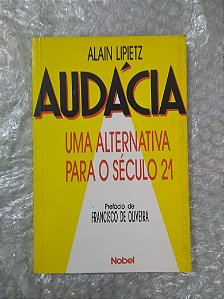 ALAIN LIPIETZ
AUDÁCIA
UMA ALTERNATIVA
PARA O SÉCULO 21
Prefácio de
FRANCISCO DE OLIVEIRA
Nobel